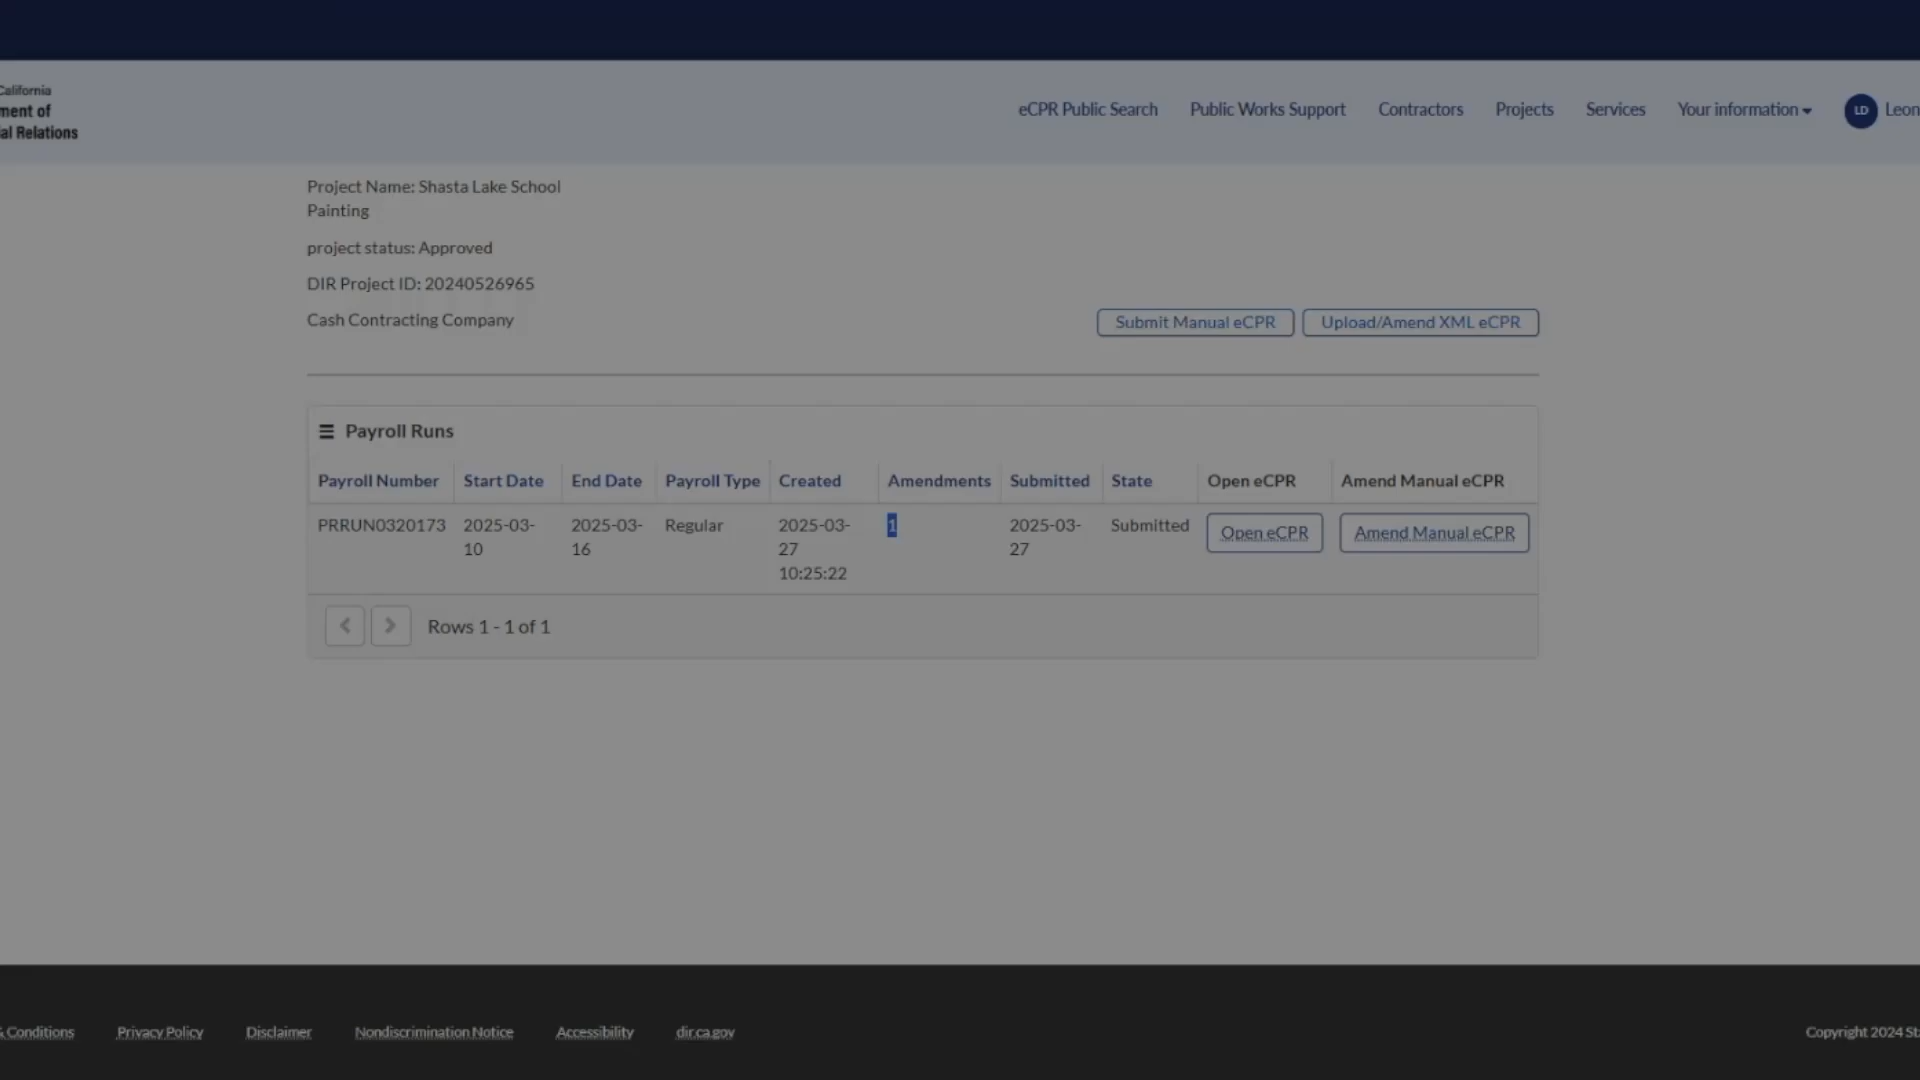 California
ment of
al Relations
eCPR Public Search Public Works Support Contractors Projects Services Your information LD Leon
Project Name: Shasta Lake School
Painting
project status: Approved
DIR Project ID: 20240526965
Cash Contracting Company
Submit Manual eCPR Upload/Amend XML eCPR
Payroll Runs
Payroll Number Start Date End Date Payroll Type Created Amendments Submitted State Open eCPR Amend Manual eCPR
PRRUN0320173 2025-03- 2025-03- Regular 2025-03- 1 2025-03- Submitted Open eCPR Amend Manual eCPR
10 16 27 27
10:25:22
Rows 1 - 1 of 1
& Conditions Privacy Policy Disclaimer Nondiscrimination Notice Accessibility dir.ca.gov Copyright 2024 St